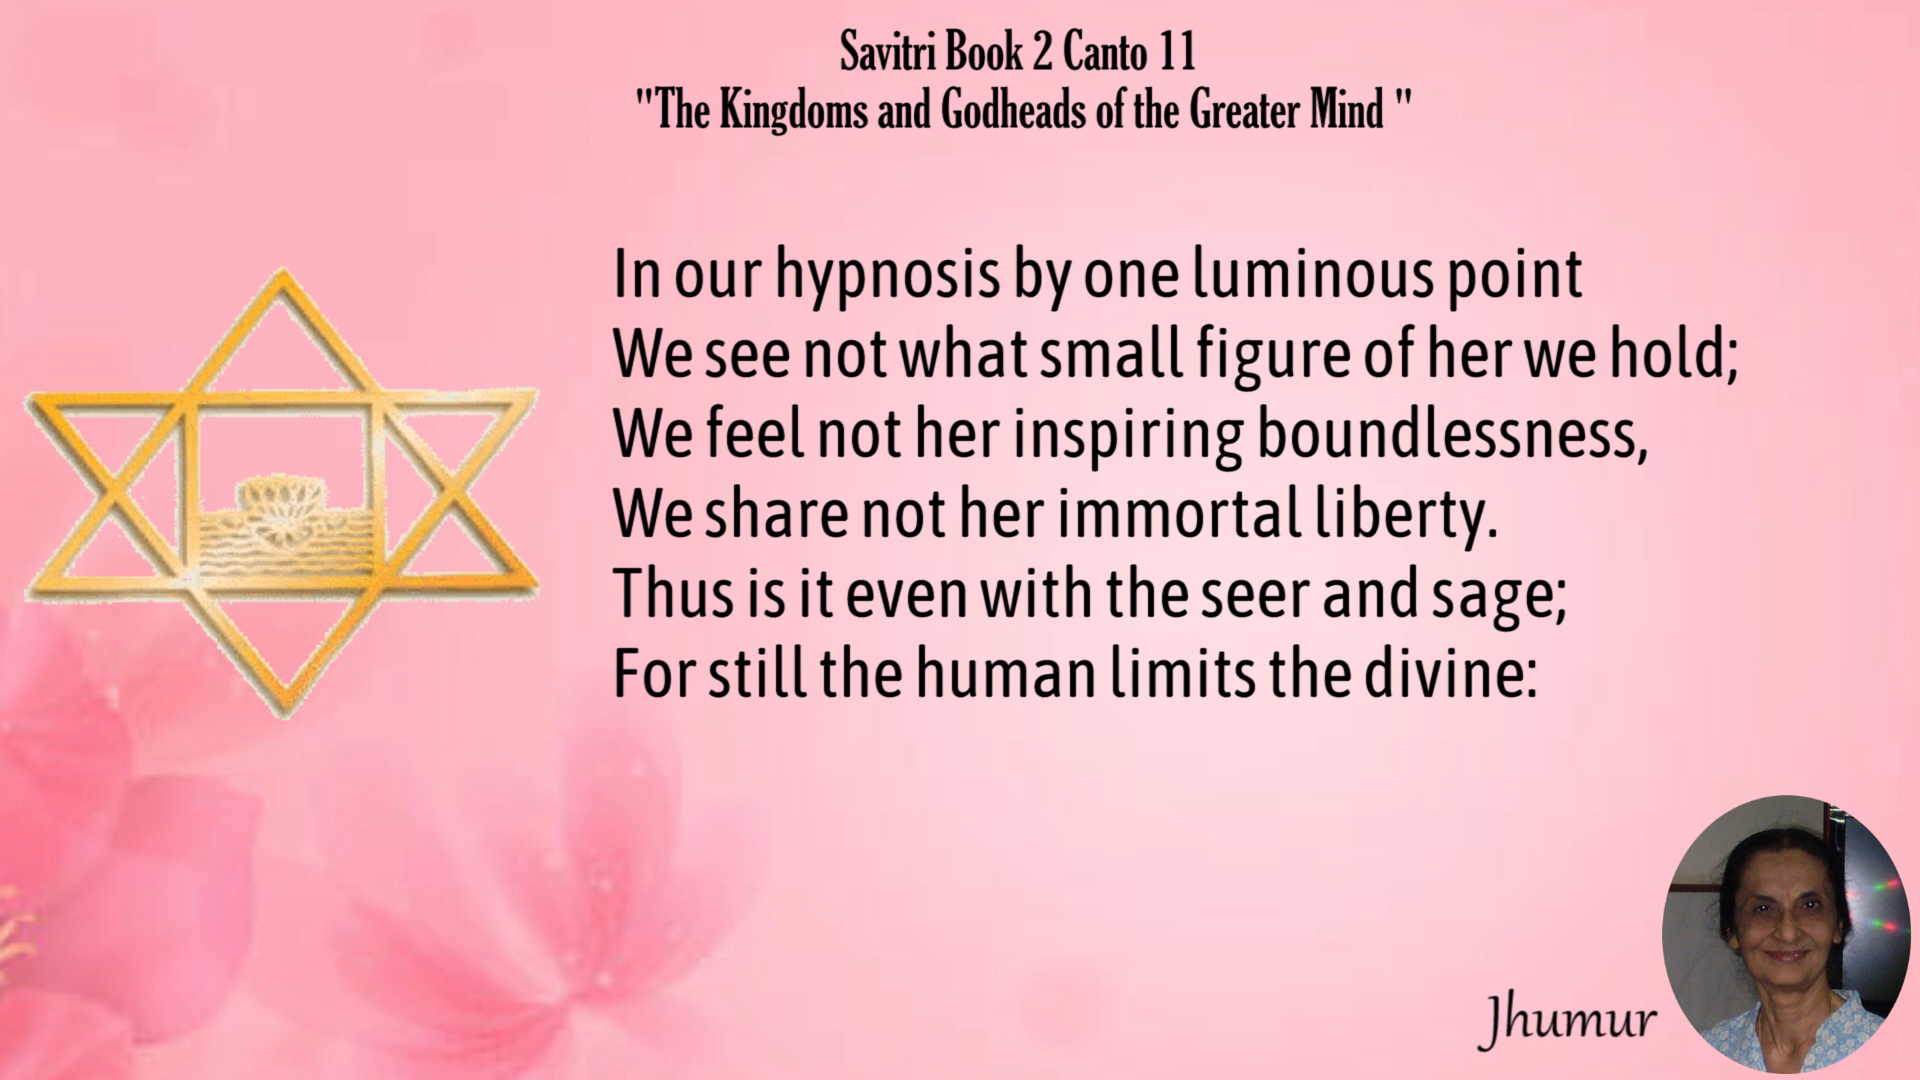 Savitri Book 2 Canto 11
"The Kingdoms and Godheads of the Greater Mind "
In our hypnosis by one luminous point
We see not what small figure of her we hold;
We feel not her inspiring boundlessness,
We share not her immortal liberty.
Thus is it even with the seer and sage;
For still the human limits the divine:
Jhumur